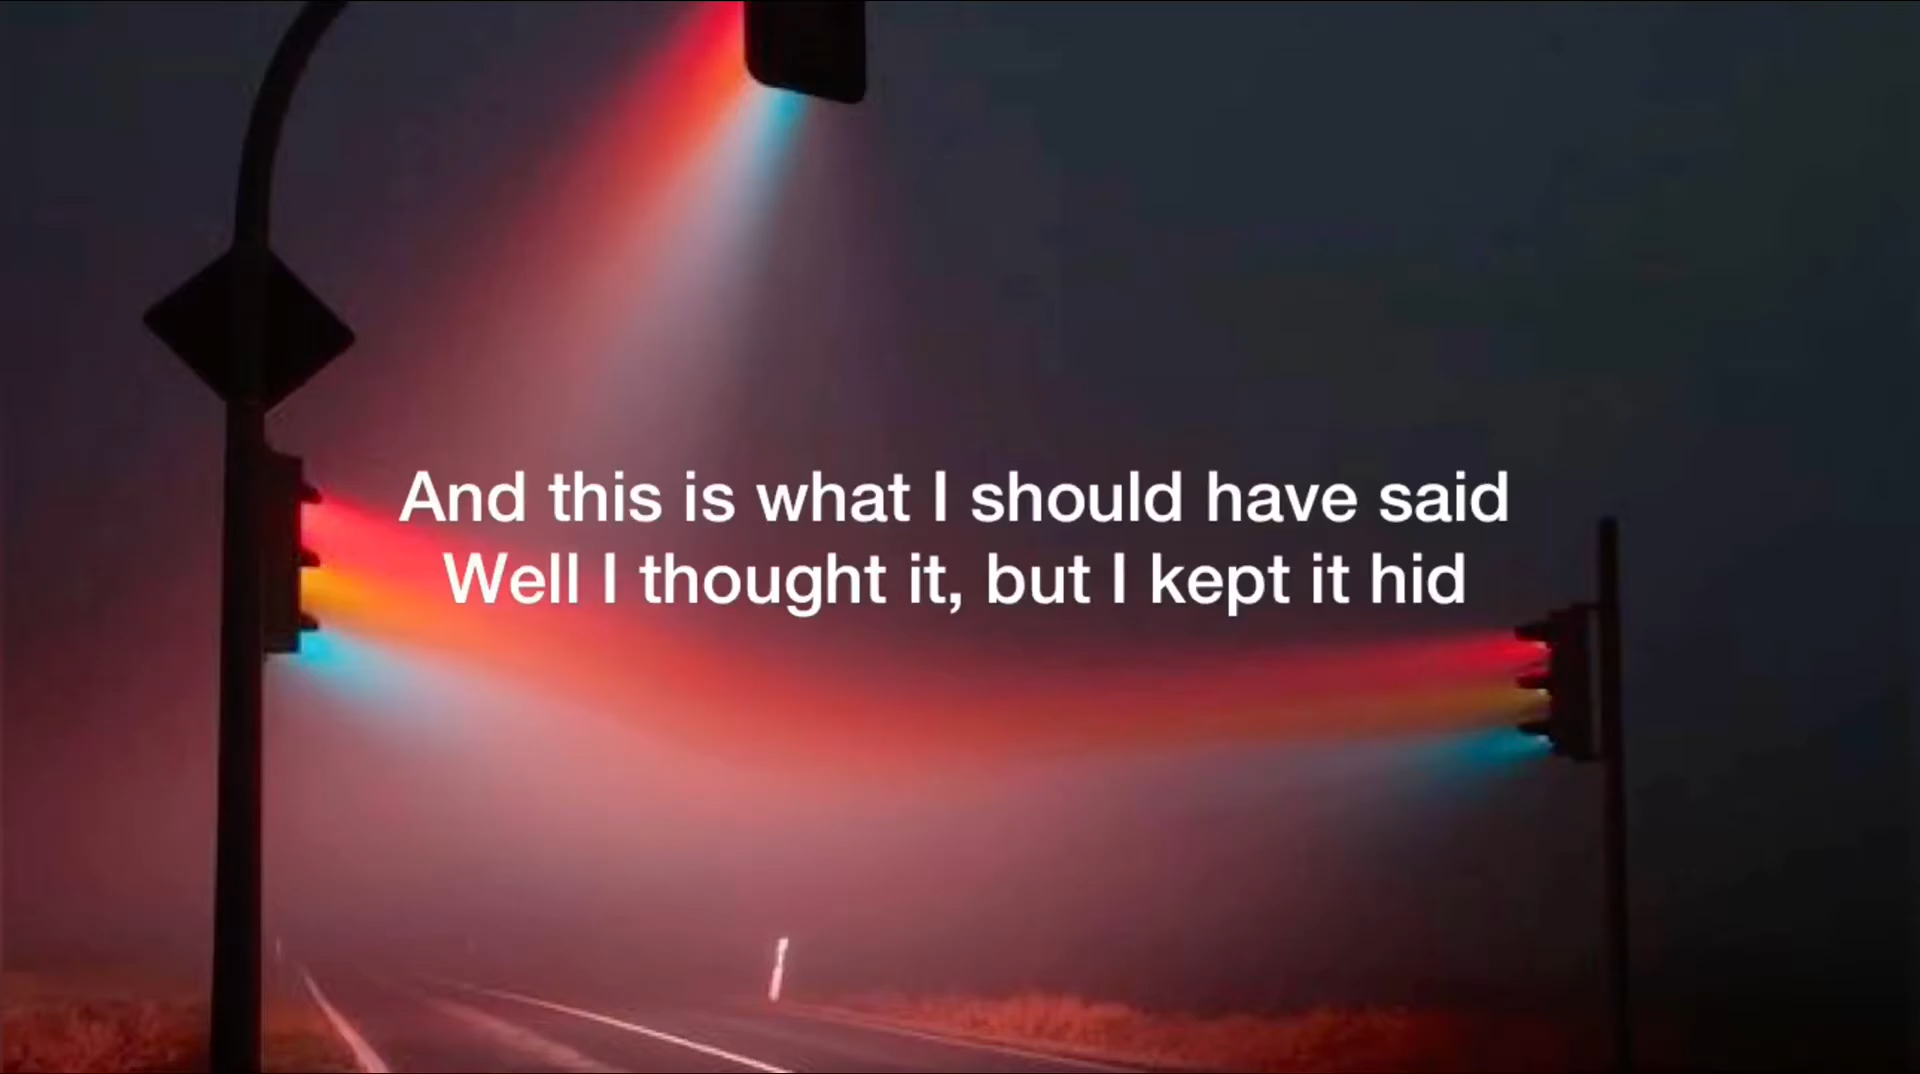 And this is what I should have said
Well I thought it, but I kept it hid